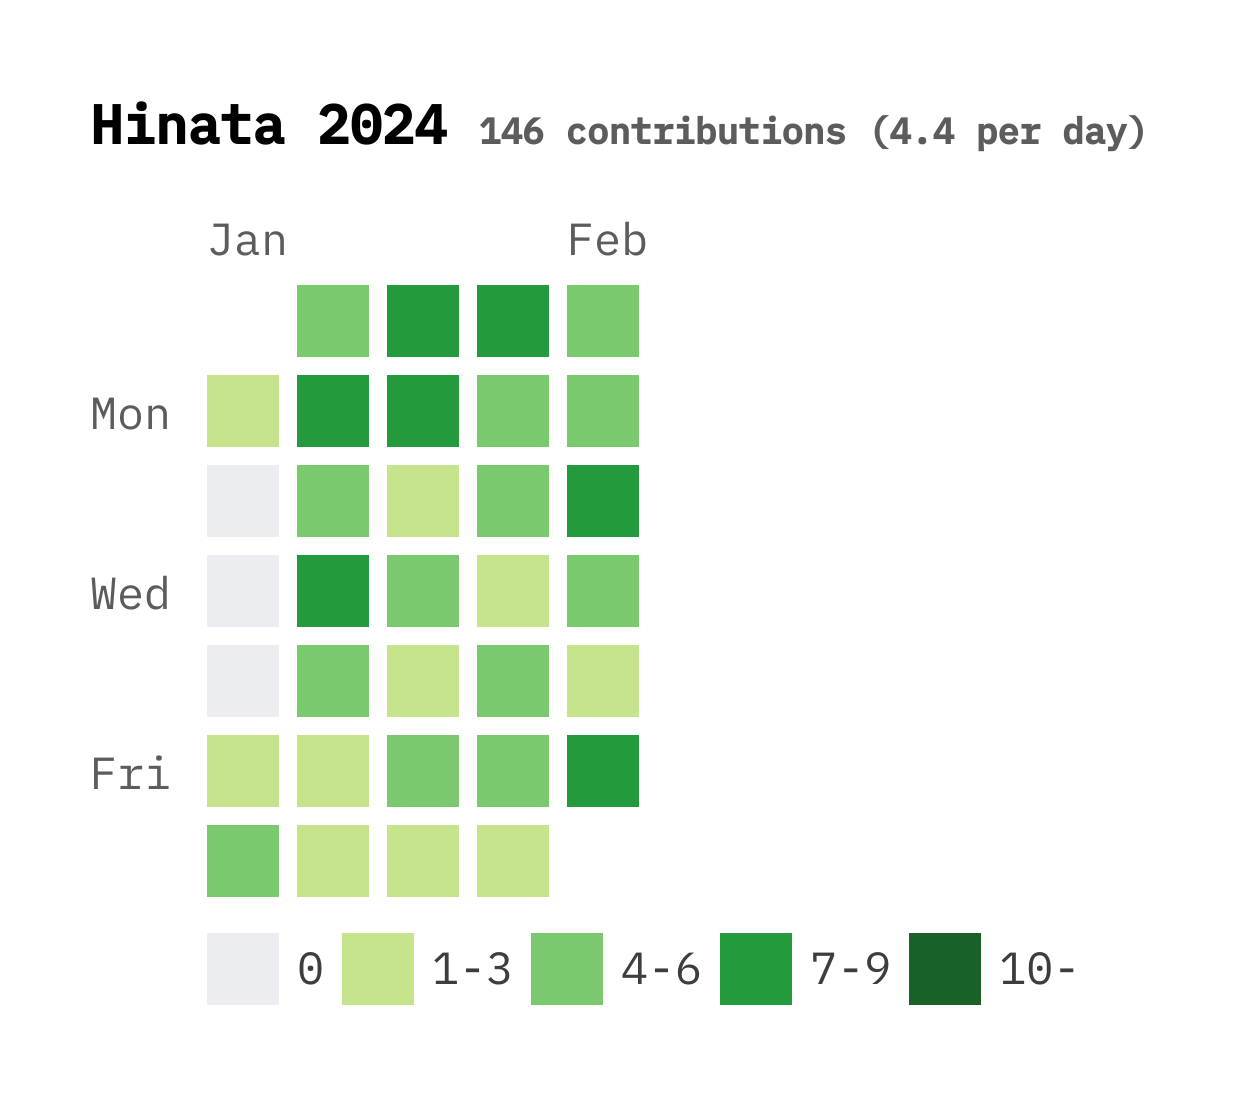 Hinata 2024 146 contributions (4.4 per day)
Jan Feb
Mon
Wed
Fri
0 1-3 4-6 7-9 10-